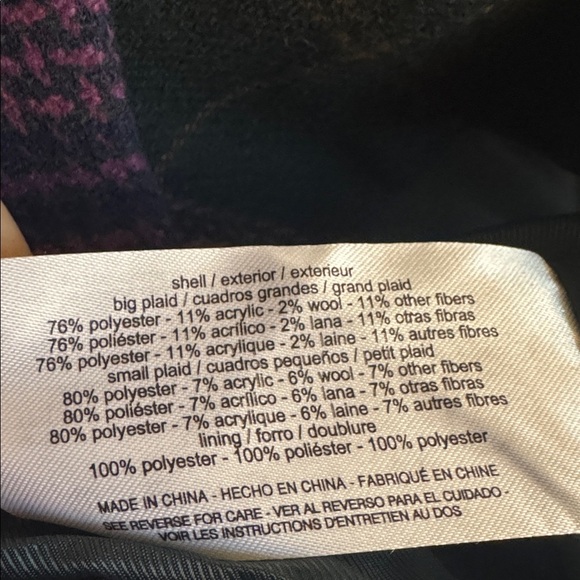 shell / exterior / exterieur
big plaid / cuadros grandes / grand plaid
76% polyester - 11% acrylic - 2% wool - 11% other fibers
76% poliéster - 11% acrílico - 2% lana - 11% otras fibras
76% polyester - 11% acrylique - 2% laine - 11% autres fibres
small plaid / cuadros pequeños / petit plaid
80% polyester - 7% acrylic - 6% wool - 7% other fibers
80% poliéster - 7% acrílico - 6% lana - 7% otras fibras
80% polyester - 7% acrylique - 6% laine - 7% autres fibres
lining / forro / doublure
100% polyester - 100% poliéster - 100% polyester
MADE IN CHINA - HECHO EN CHINA - FABRIQUÉ EN CHINE
SEE REVERSE FOR CARE - VER AL REVERSO PARA EL CUIDADO -
VOIR LES INSTRUCTIONS D'ENTRETIEN AU DOS